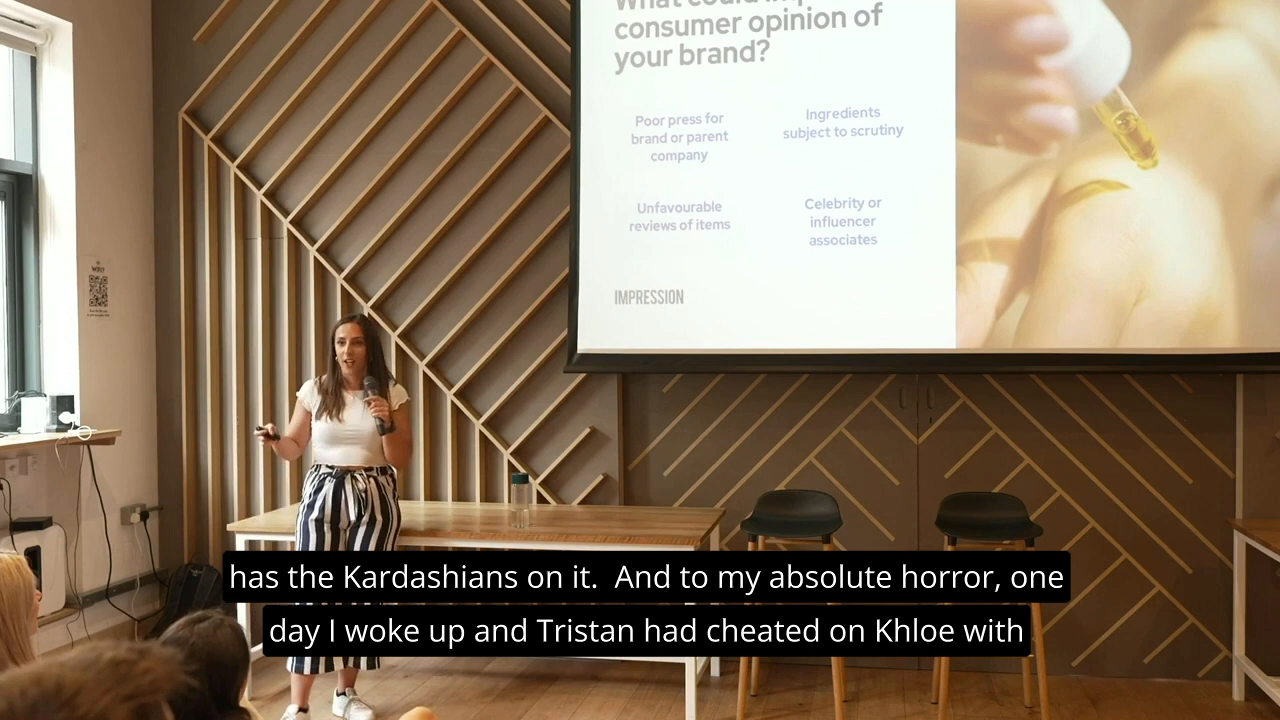 What could
consumer opinion of
your brand?
Poor press for
brand or parent
company
Ingredients
subject to scrutiny
Unfavourable
reviews of items
Celebrity or
influencer
associates
IMPRESSION
has the Kardashians on it.  And to my absolute horror, one
day I woke up and Tristan had cheated on Khloe with